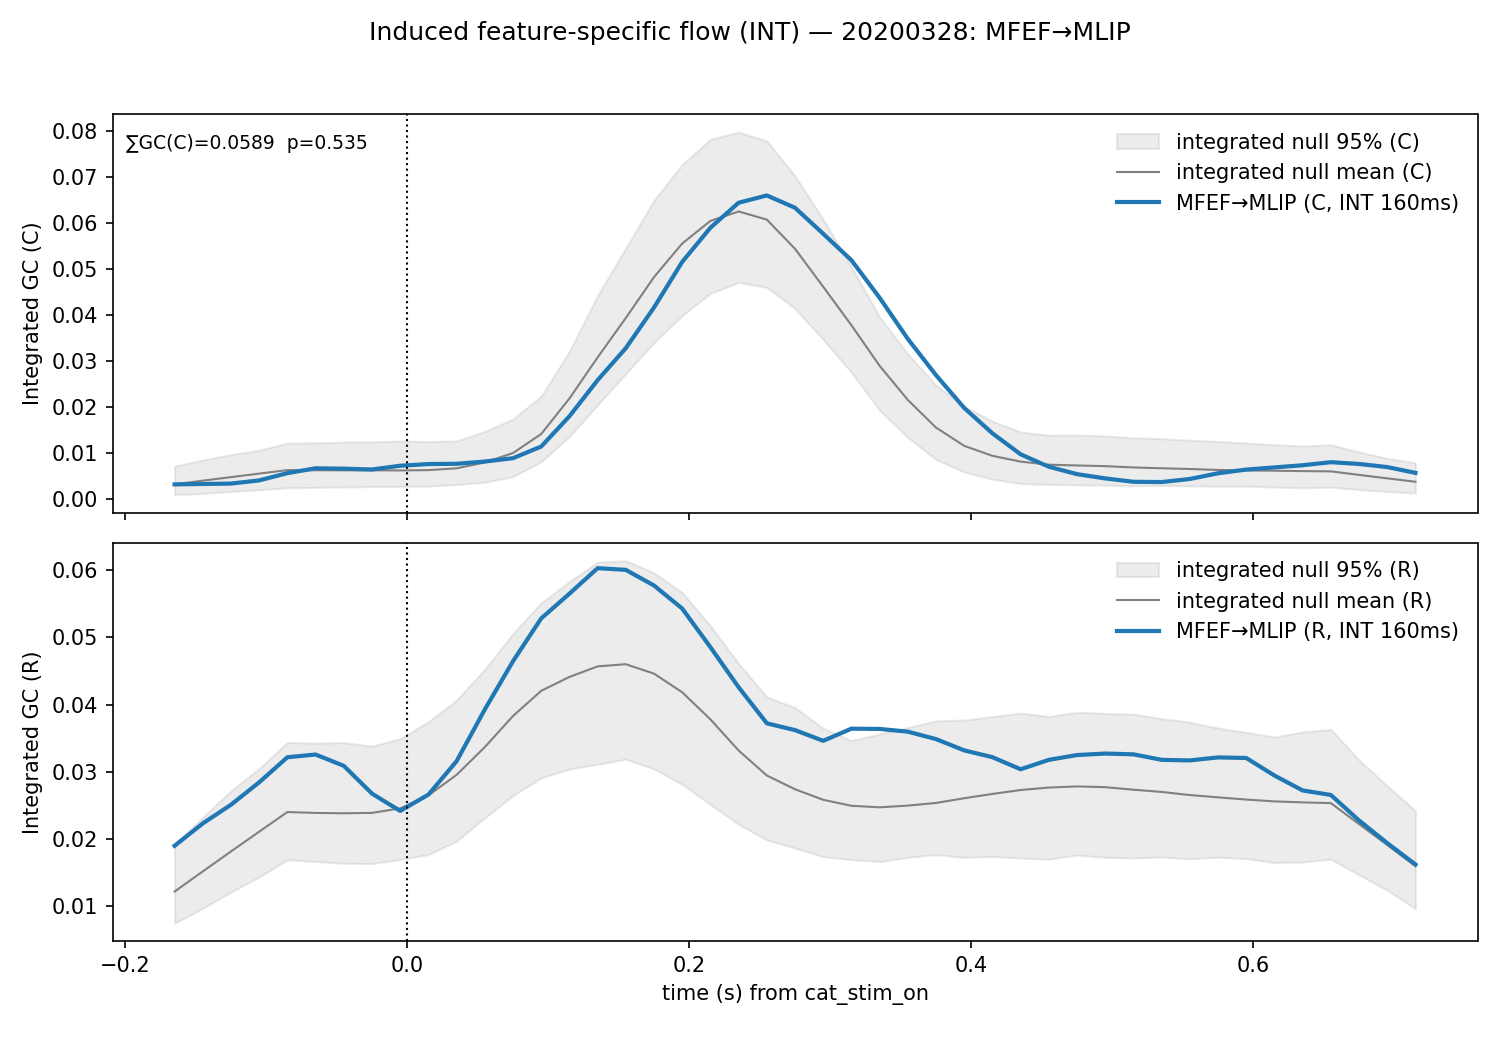 Induced feature-specific flow (INT) — 20200328: MFEF→MLIP
∑GC(C)=0.0589  p=0.535
integrated null 95% (C)
integrated null mean (C)
MFEF→MLIP (C, INT 160ms)
Integrated GC (C)
0.08
0.07
0.06
0.05
0.04
0.03
0.02
0.01
0.00
integrated null 95% (R)
integrated null mean (R)
MFEF→MLIP (R, INT 160ms)
Integrated GC (R)
0.06
0.05
0.04
0.03
0.02
0.01
−0.2 0.0 0.2 0.4 0.6
time (s) from cat_stim_on